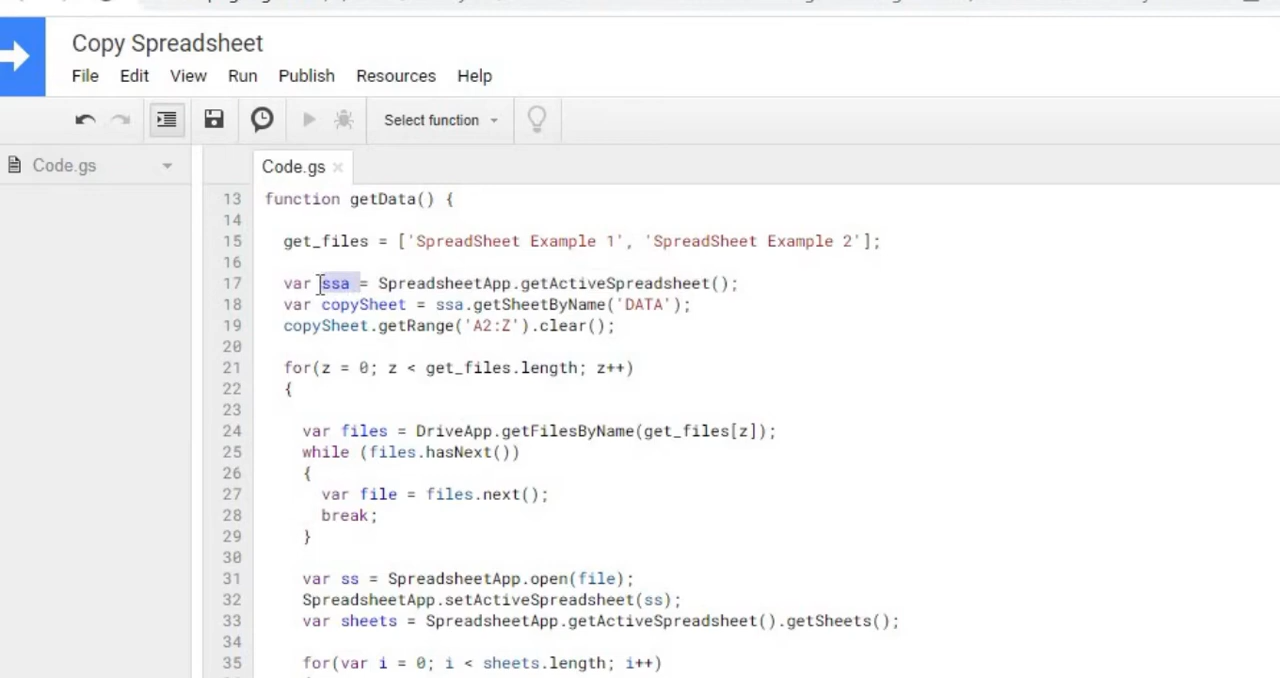 Copy Spreadsheet
File Edit View Run Publish Resources Help
Select function
Code.gs
Code.gs
13 function getData() {
14
15 get_files = ['SpreadSheet Example 1', 'SpreadSheet Example 2'];
16
17 var ssa = SpreadsheetApp.getActiveSpreadsheet();
18 var copySheet = ssa.getSheetByName('DATA');
19 copySheet.getRange('A2:Z').clear();
20
21 for(z = 0; z < get_files.length; z++)
22 {
23
24 var files = DriveApp.getFilesByName(get_files[z]);
25 while (files.hasNext())
26 {
27 var file = files.next();
28 break;
29 }
30
31 var ss = SpreadsheetApp.open(file);
32 SpreadsheetApp.setActiveSpreadsheet(ss);
33 var sheets = SpreadsheetApp.getActiveSpreadsheet().getSheets();
34
35 for(var i = 0; i < sheets.length; i++)